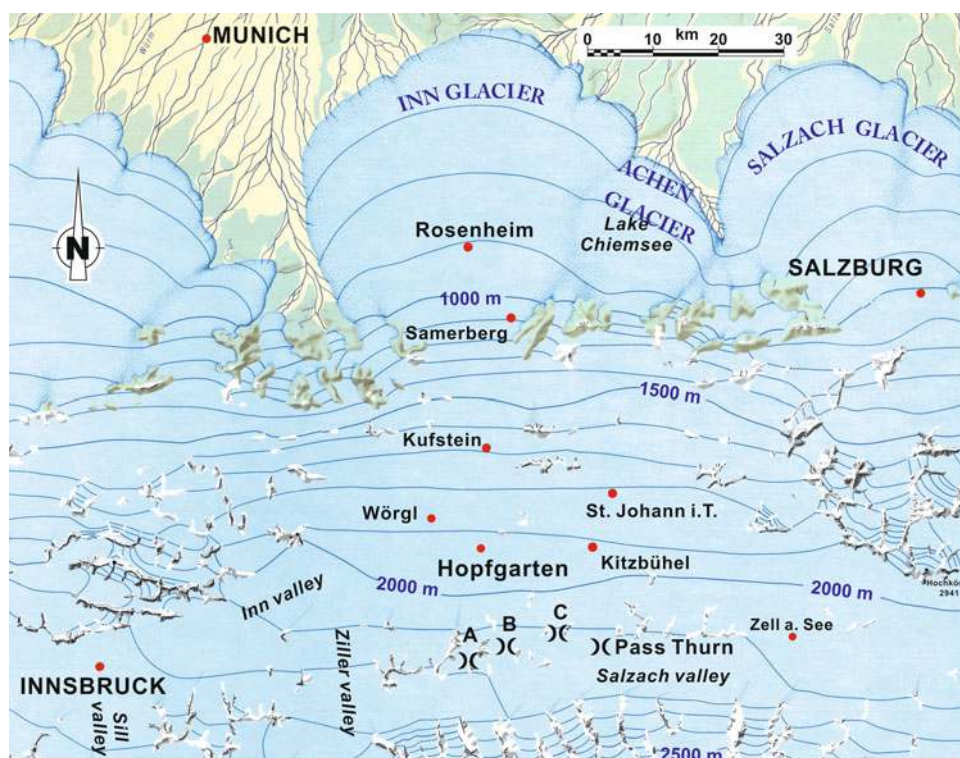 MUNICH
Würm
km
0 10 20 30
INN GLACIER
SALZACH GLACIER
ACHEN
GLACIER
Lake
Chiemsee
N
Rosenheim
SALZBURG
1000 m
Samerberg
1500 m
Kufstein
St. Johann i.T.
Wörgl
Hopfgarten
Kitzbühel
Inn valley
2000 m
2000 m
2941
A
B
C
Zell a. See
Pass Thurn
Salzach valley
Ziller valley
INNSBRUCK
Sill
valley
2500 m